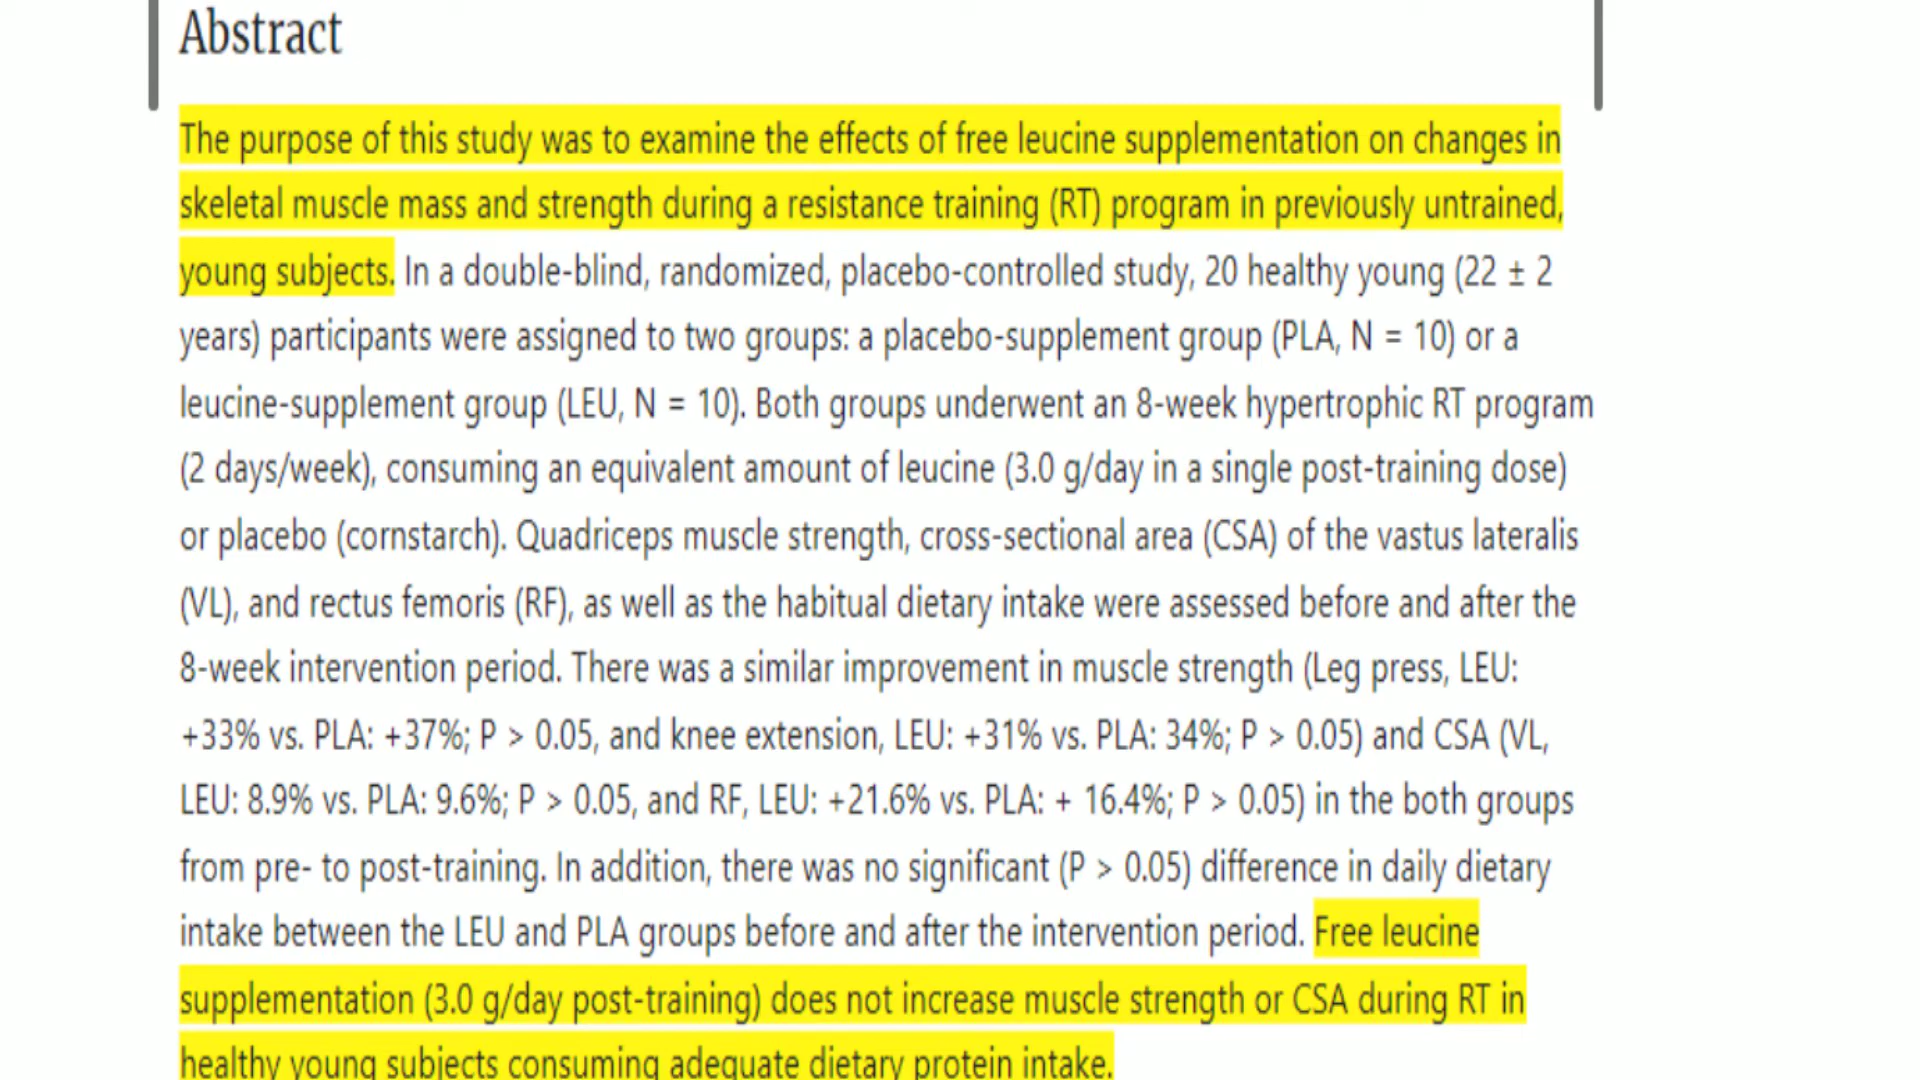 Abstract
The purpose of this study was to examine the effects of free leucine supplementation on changes in
skeletal muscle mass and strength during a resistance training (RT) program in previously untrained,
young subjects. In a double-blind, randomized, placebo-controlled study, 20 healthy young (22 ± 2
years) participants were assigned to two groups: a placebo-supplement group (PLA, N = 10) or a
leucine-supplement group (LEU, N = 10). Both groups underwent an 8-week hypertrophic RT program
(2 days/week), consuming an equivalent amount of leucine (3.0 g/day in a single post-training dose)
or placebo (cornstarch). Quadriceps muscle strength, cross-sectional area (CSA) of the vastus lateralis
(VL), and rectus femoris (RF), as well as the habitual dietary intake were assessed before and after the
8-week intervention period. There was a similar improvement in muscle strength (Leg press, LEU:
+33% vs. PLA: +37%; P > 0.05, and knee extension, LEU: +31% vs. PLA: 34%; P > 0.05) and CSA (VL,
LEU: 8.9% vs. PLA: 9.6%; P > 0.05, and RF, LEU: +21.6% vs. PLA: + 16.4%; P > 0.05) in the both groups
from pre- to post-training. In addition, there was no significant (P > 0.05) difference in daily dietary
intake between the LEU and PLA groups before and after the intervention period. Free leucine
supplementation (3.0 g/day post-training) does not increase muscle strength or CSA during RT in
healthy young subjects consuming adequate dietary protein intake.